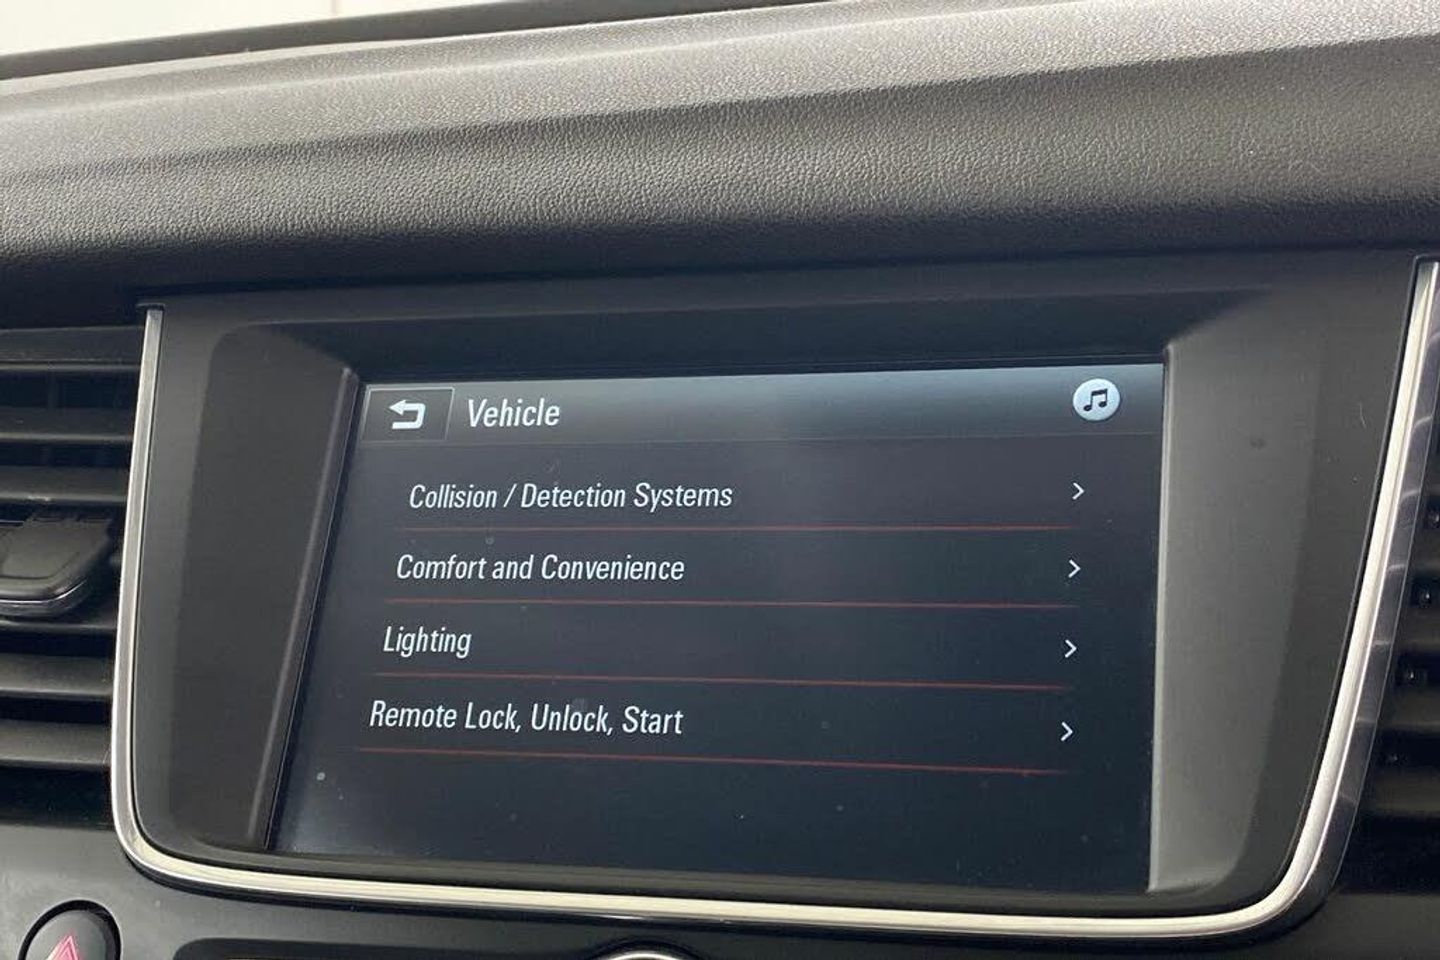 Vehicle
Collision / Detection Systems
Comfort and Convenience
Lighting
Remote Lock, Unlock, Start